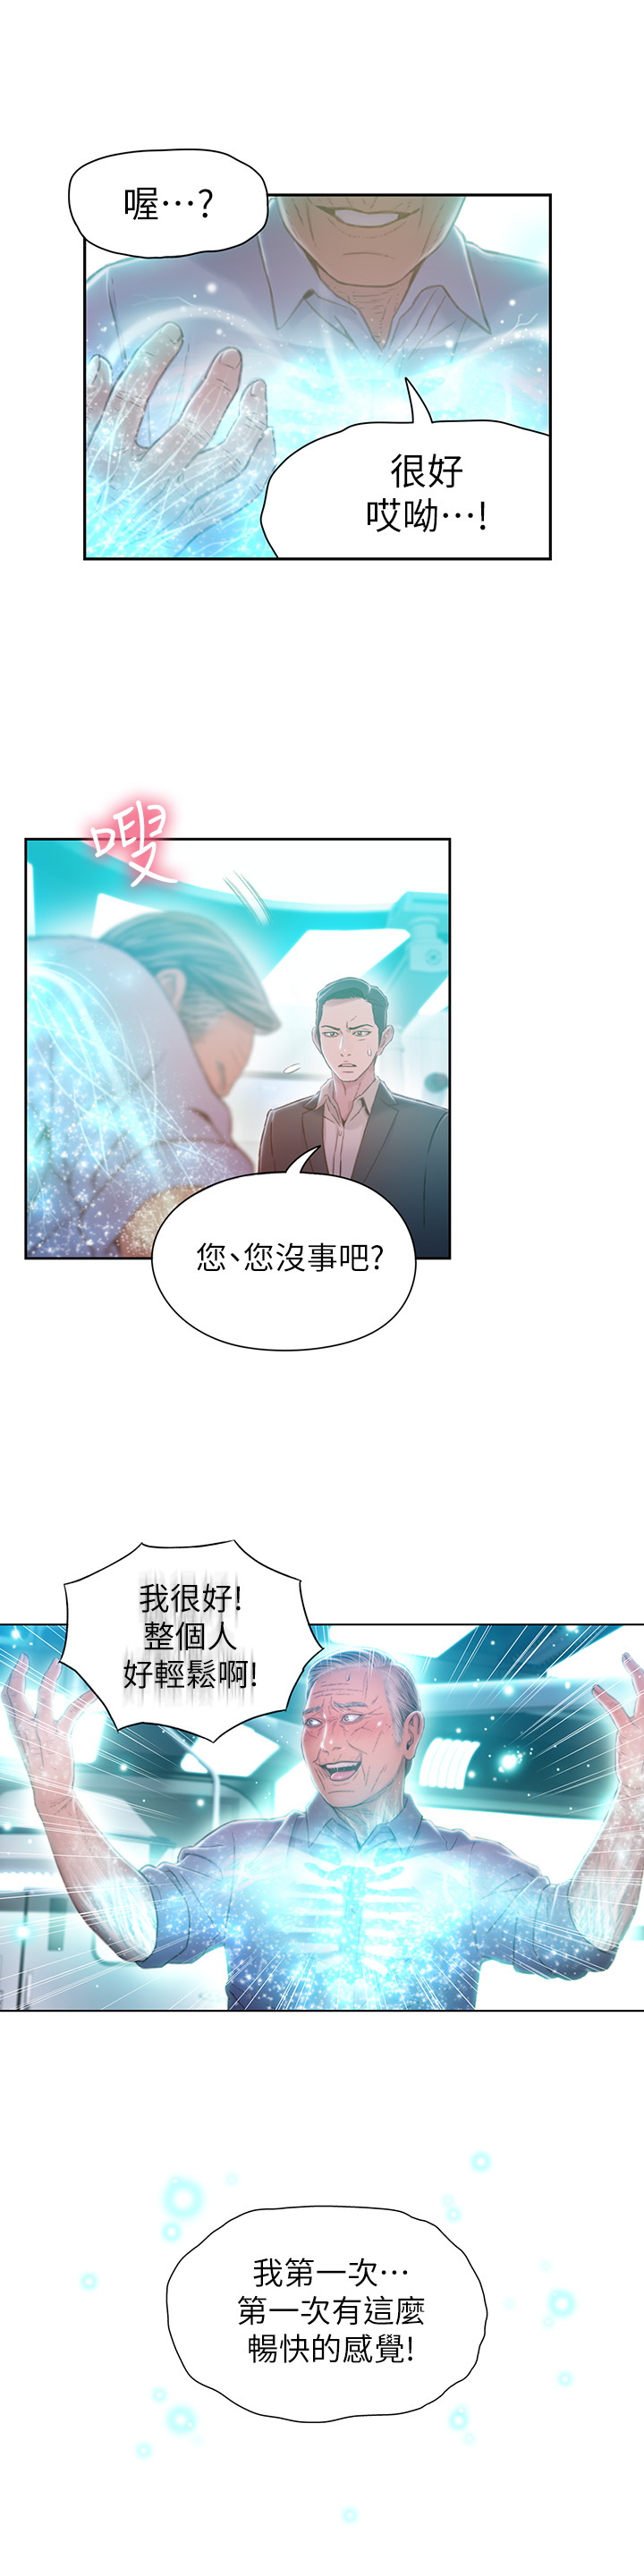 喔…?
很好
哎呦…!
嗖
您、您沒事吧?
我很好!
整個人
好輕鬆啊!
我第一次…
第一次有這麼
暢快的感覺!